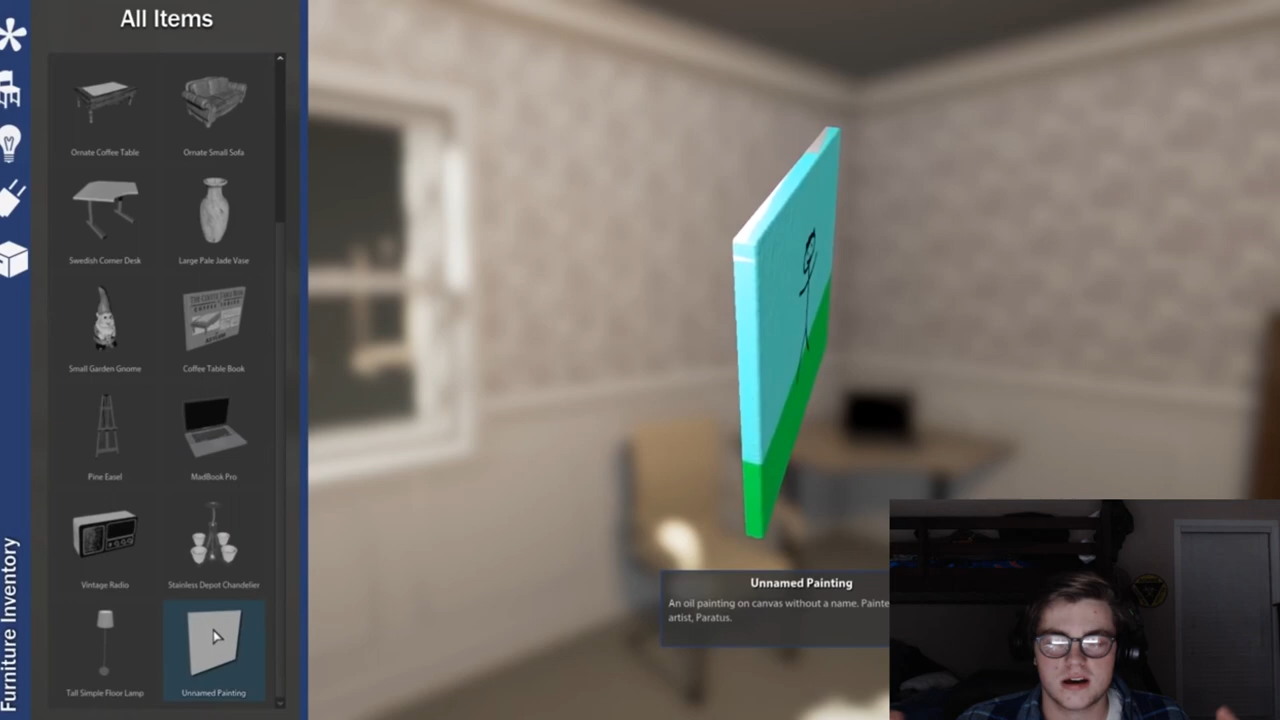 All Items
Ornate Coffee Table
Ornate Small Sofa
Swedish Corner Desk
Large Pale Jade Vase
Small Garden Gnome
Coffee Table Book
Pine Easel
MadBook Pro
Vintage Radio
Stainless Depot Chandelier
Tall Simple Floor Lamp
Unnamed Painting
Furniture Inventory
Unnamed Painting
An oil painting on canvas without a name. Painte
artist, Paratus.